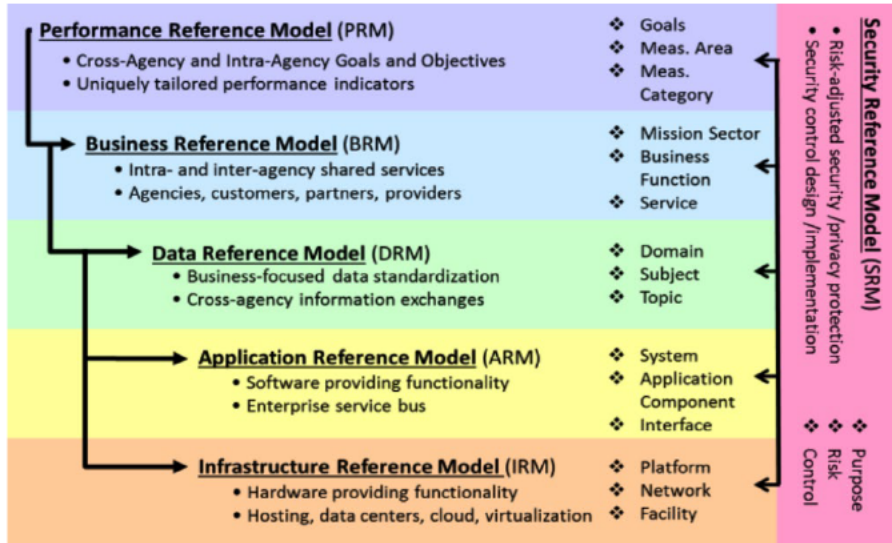 Performance Reference Model (PRM)
• Cross-Agency and Intra-Agency Goals and Objectives
• Uniquely tailored performance indicators
❖ Goals
❖ Meas. Area
❖ Meas.
Category
Business Reference Model (BRM)
• Intra- and inter-agency shared services
• Agencies, customers, partners, providers
❖ Mission Sector
❖ Business
Function
❖ Service
Data Reference Model (DRM)
• Business-focused data standardization
• Cross-agency information exchanges
❖ Domain
❖ Subject
❖ Topic
Application Reference Model (ARM)
• Software providing functionality
• Enterprise service bus
❖ System
❖ Application
Component
❖ Interface
Infrastructure Reference Model (IRM)
• Hardware providing functionality
• Hosting, data centers, cloud, virtualization
❖ Platform
❖ Network
❖ Facility
Security Reference Model (SRM)
• Risk-adjusted security /privacy protection
• Security control design /implementation
❖ Purpose
❖ Risk
❖ Control